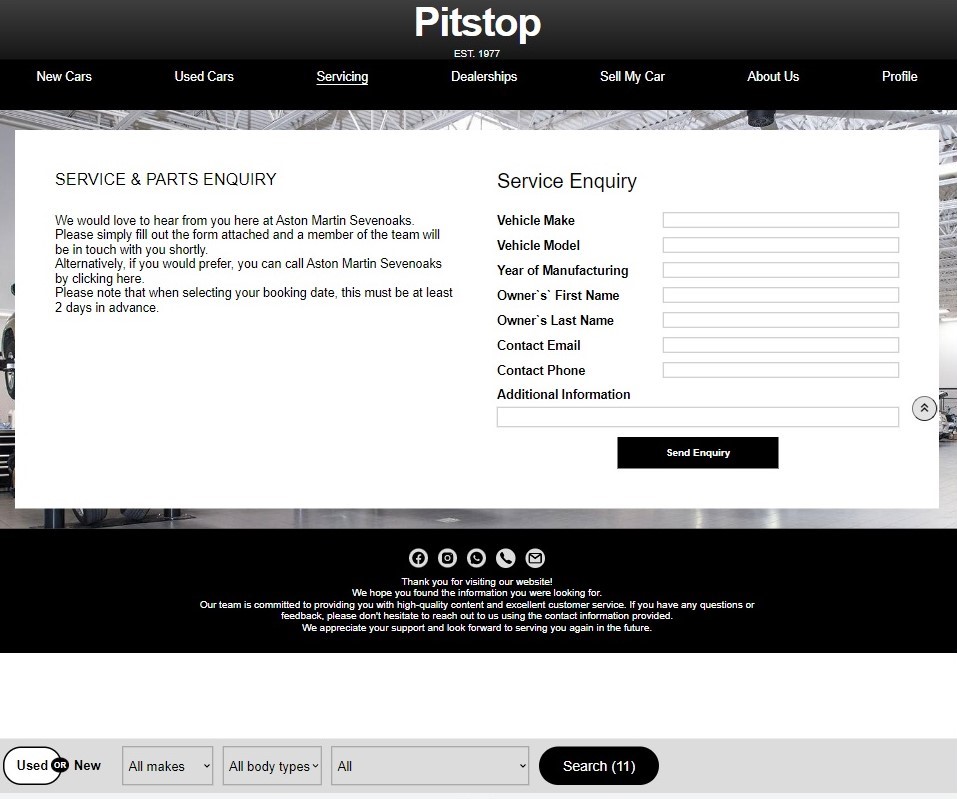 Pitstop
EST. 1977
New Cars Used Cars Servicing Dealerships Sell My Car About Us Profile
SERVICE & PARTS ENQUIRY
We would love to hear from you here at Aston Martin Sevenoaks.
Please simply fill out the form attached and a member of the team will
be in touch with you shortly.
Alternatively, if you would prefer, you can call Aston Martin Sevenoaks
by clicking here.
Please note that when selecting your booking date, this must be at least
2 days in advance.
Service Enquiry
Vehicle Make
Vehicle Model
Year of Manufacturing
Owner`s` First Name
Owner`s Last Name
Contact Email
Contact Phone
Additional Information
Send Enquiry
Thank you for visiting our website!
We hope you found the information you were looking for.
Our team is committed to providing you with high-quality content and excellent customer service. If you have any questions or
feedback, please don't hesitate to reach out to us using the contact information provided.
We appreciate your support and look forward to serving you again in the future.
Used OR New All makes All body types All Search (11)